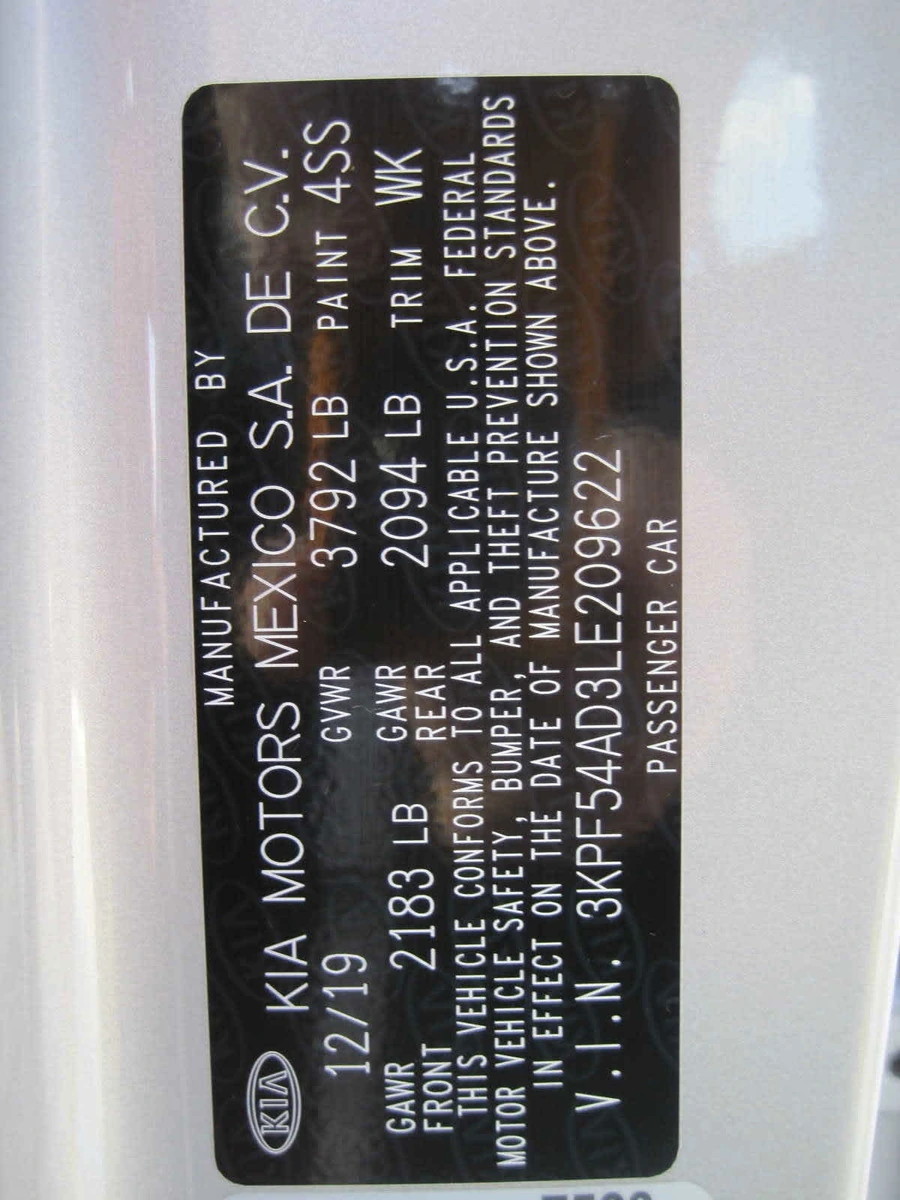 MANUFACTURED BY
KIA KIA MOTORS MEXICO S.A. DE C.V.
12/19 GVWR 3792 LB PAINT 4SS
GAWR FRONT 2183 LB GAWR REAR 2094 LB TRIM WK
THIS VEHICLE CONFORMS TO ALL APPLICABLE U.S.A. FEDERAL
MOTOR VEHICLE SAFETY, BUMPER, AND THEFT PREVENTION STANDARDS
IN EFFECT ON THE DATE OF MANUFACTURE SHOWN ABOVE.
V.I.N. 3KPF54AD3LE209622
PASSENGER CAR